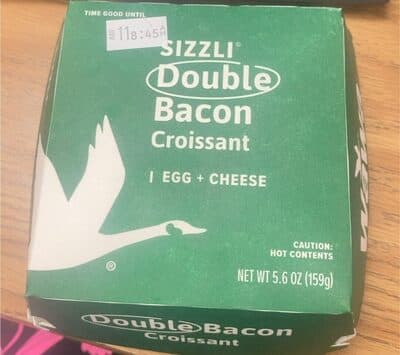 TIME GOOD UNTIL
11 8:45 A
SIZZLI®
Double
Bacon
Croissant
| EGG + CHEESE
CAUTION:
HOT CONTENTS
NET WT 5.6 OZ (159g)
®
Double Bacon
Croissant